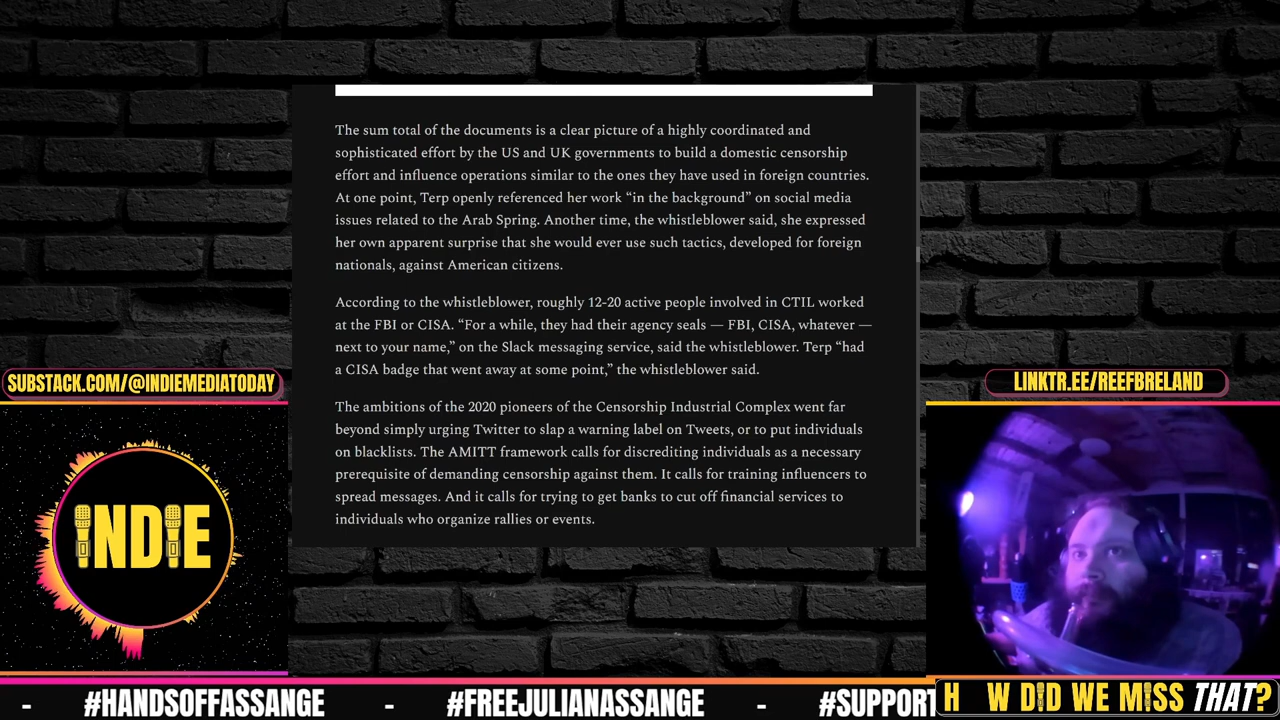 The sum total of the documents is a clear picture of a highly coordinated and
sophisticated effort by the US and UK governments to build a domestic censorship
effort and influence operations similar to the ones they have used in foreign countries.
At one point, Terp openly referenced her work “in the background” on social media
issues related to the Arab Spring. Another time, the whistleblower said, she expressed
her own apparent surprise that she would ever use such tactics, developed for foreign
nationals, against American citizens.
According to the whistleblower, roughly 12-20 active people involved in CTIL worked
at the FBI or CISA. “For a while, they had their agency seals — FBI, CISA, whatever —
next to your name,” on the Slack messaging service, said the whistleblower. Terp “had
a CISA badge that went away at some point,” the whistleblower said.
The ambitions of the 2020 pioneers of the Censorship Industrial Complex went far
beyond simply urging Twitter to slap a warning label on Tweets, or to put individuals
on blacklists. The AMITT framework calls for discrediting individuals as a necessary
prerequisite of demanding censorship against them. It calls for training influencers to
spread messages. And it calls for trying to get banks to cut off financial services to
individuals who organize rallies or events.
SUBSTACK.COM/@INDIEMEDIATODAY
INDIE
LINKTR.EE/REEFBRELAND
- #HANDSOFFASSANGE - #FREEJULIANASSANGE - #SUPPORT
H W DID WE MISS THAT?